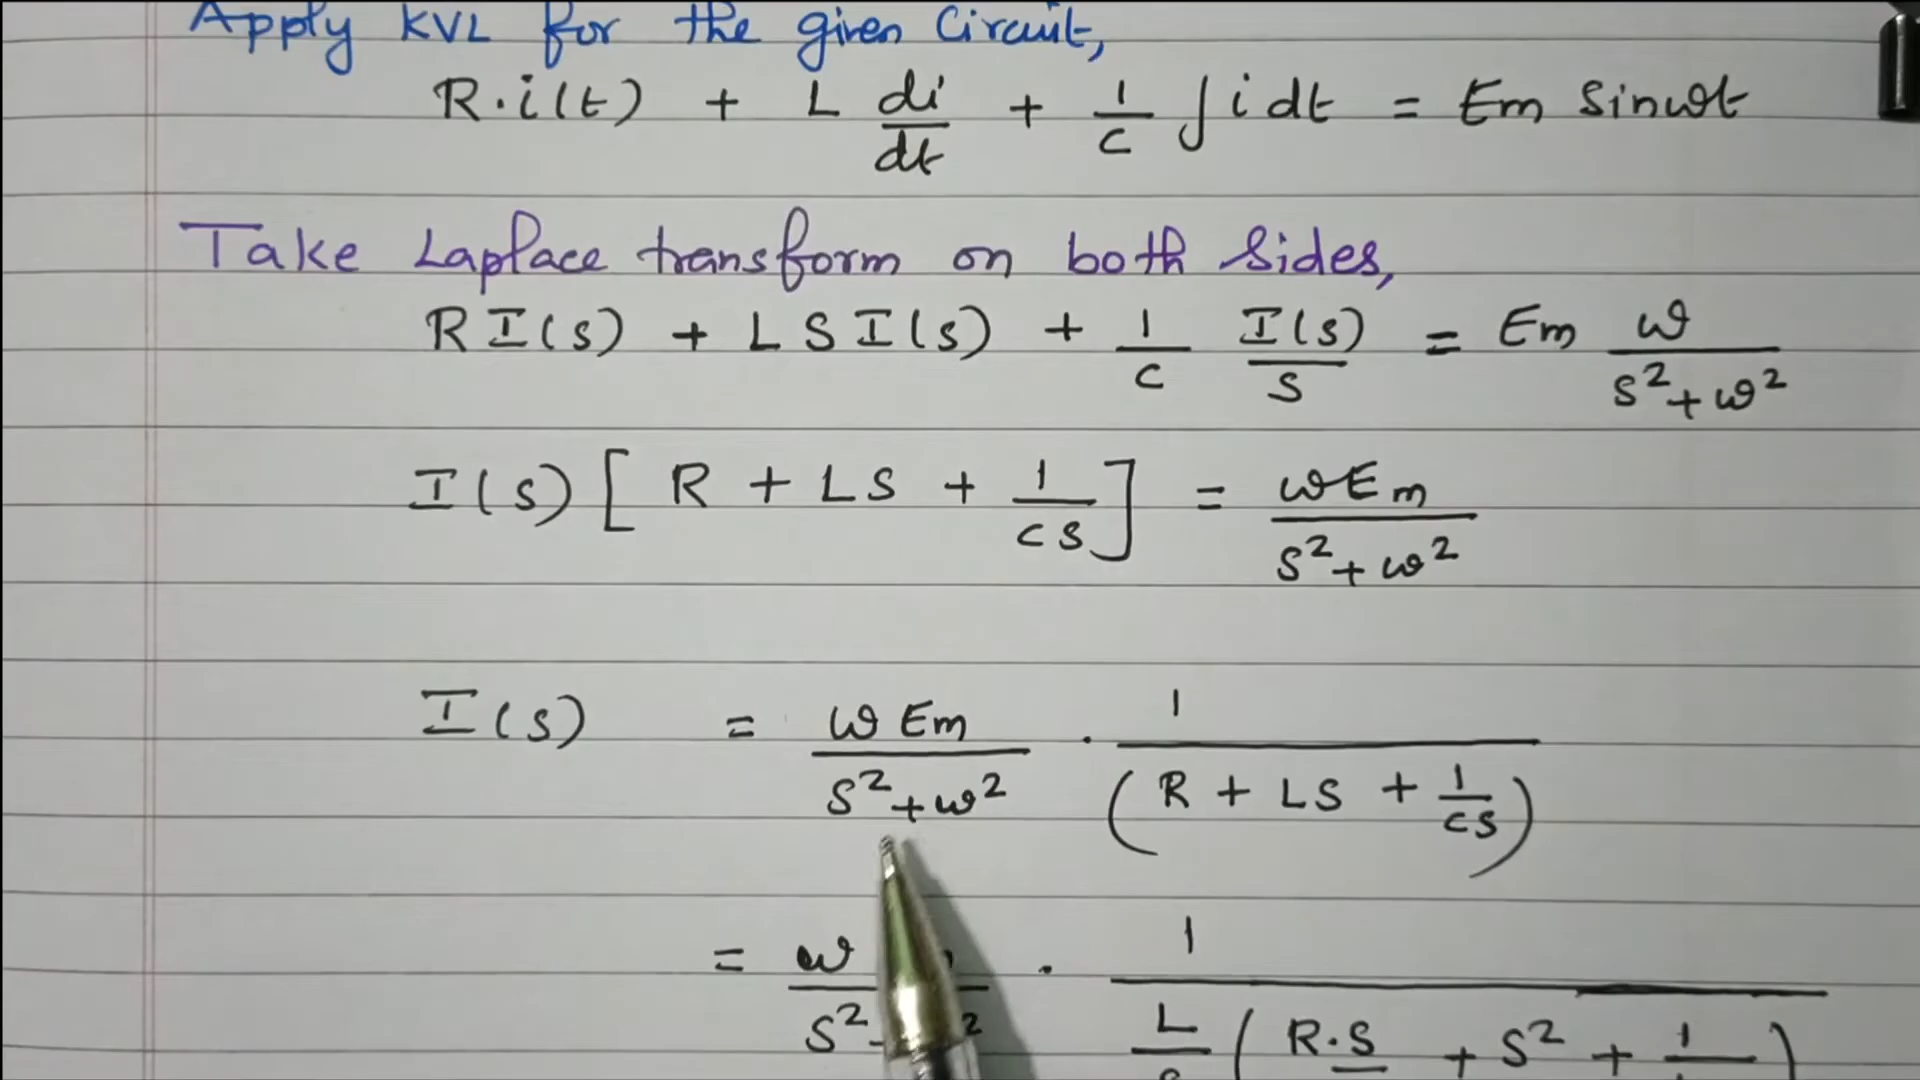 Apply KVL for the given Circuit,
R.i(t) + L di/dt + 1/C ∫ i dt = Em Sinωt
Take Laplace transform on both Sides,
R I(s) + L S I(s) + 1/C I(s)/S = Em ω/(S²+ω²)
I(s) [ R + LS + 1/CS ] = ωEm/(S²+ω²)
I(s) = ω Em/(S²+ω²) . 1/(R + LS + 1/CS)
= ω . 1
S² ² L ( R.S + S² + 1 )